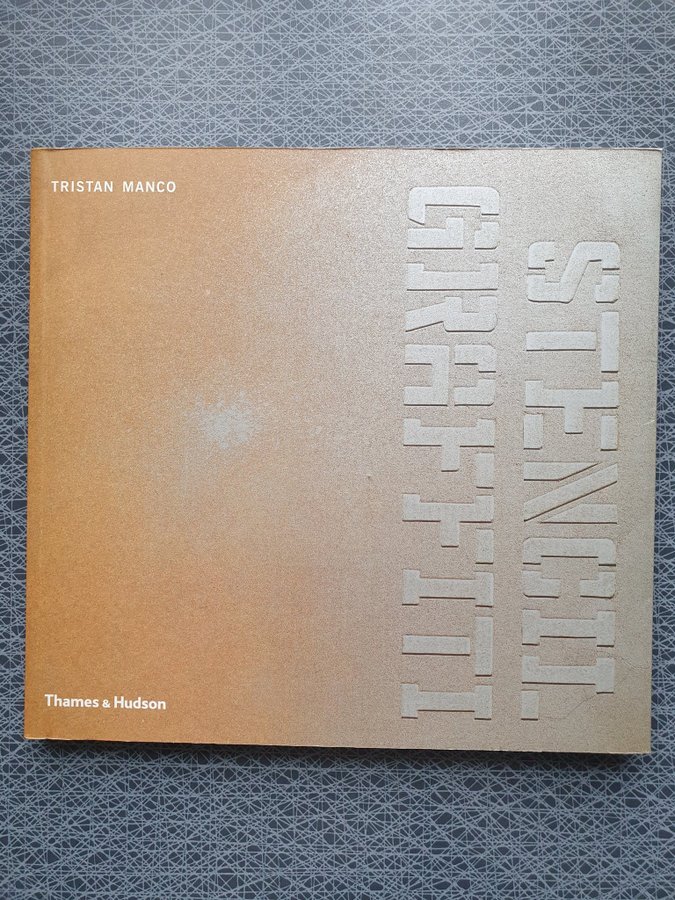 TRISTAN MANCO
STENCIL
GRAFFITI
Thames & Hudson